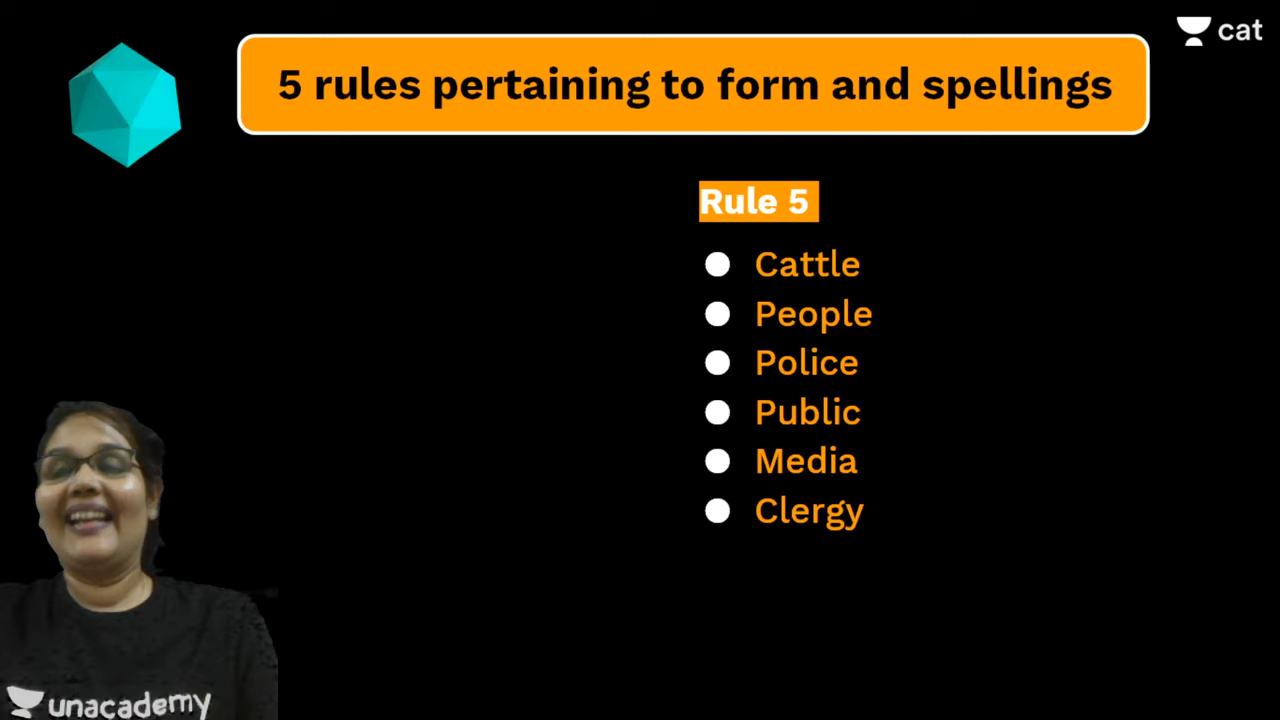 cat
5 rules pertaining to form and spellings
Rule 5
Cattle
People
Police
Public
Media
Clergy
unacademy